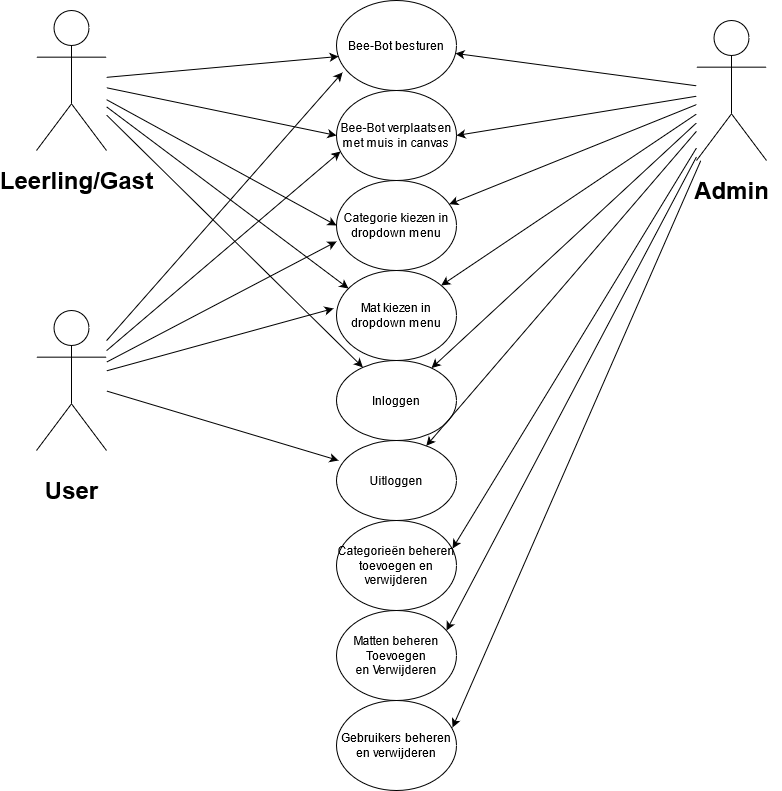 Bee-Bot besturen
Leerling/Gast
Admin
Bee-Bot verplaatsen
met muis in canvas
Categorie kiezen in
dropdown menu
Mat kiezen in
dropdown menu
Inloggen
User
Uitloggen
Categorieën beheren
toevoegen en
verwijderen
Matten beheren
Toevoegen
en Verwijderen
Gebruikers beheren
en verwijderen